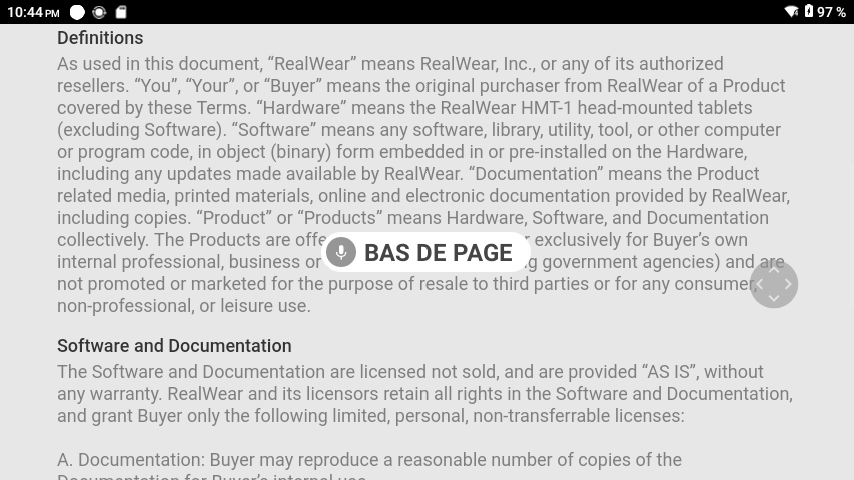 10:44 PM
97 %
Definitions
As used in this document, “RealWear” means RealWear, Inc., or any of its authorized
resellers. “You”, “Your”, or “Buyer” means the original purchaser from RealWear of a Product
covered by these Terms. “Hardware” means the RealWear HMT-1 head-mounted tablets
(excluding Software). “Software” means any software, library, utility, tool, or other computer
or program code, in object (binary) form embedded in or pre-installed on the Hardware,
including any updates made available by RealWear. “Documentation” means the Product
related media, printed materials, online and electronic documentation provided by RealWear,
including copies. “Product” or “Products” means Hardware, Software, and Documentation
collectively. The Products are exclusively for Buyer’s own
BAS DE PAGE
internal professional, business or government agencies) and are
not promoted or marketed for the purpose of resale to third parties or for any consumer,
non-professional, or leisure use.
Software and Documentation
The Software and Documentation are licensed not sold, and are provided “AS IS”, without
any warranty. RealWear and its licensors retain all rights in the Software and Documentation,
and grant Buyer only the following limited, personal, non-transferrable licenses:
A. Documentation: Buyer may reproduce a reasonable number of copies of the
Documentation for Buyer’s internal use